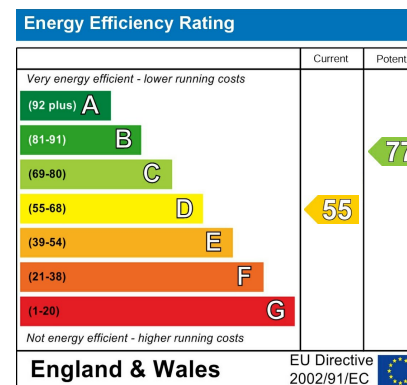 Energy Efficiency Rating
Current Potent
Very energy efficient - lower running costs
(92 plus) A
(81-91) B
(69-80) C
(55-68) D
(39-54) E
(21-38) F
(1-20) G
77
55
Not energy efficient - higher running costs
England & Wales
EU Directive
2002/91/EC